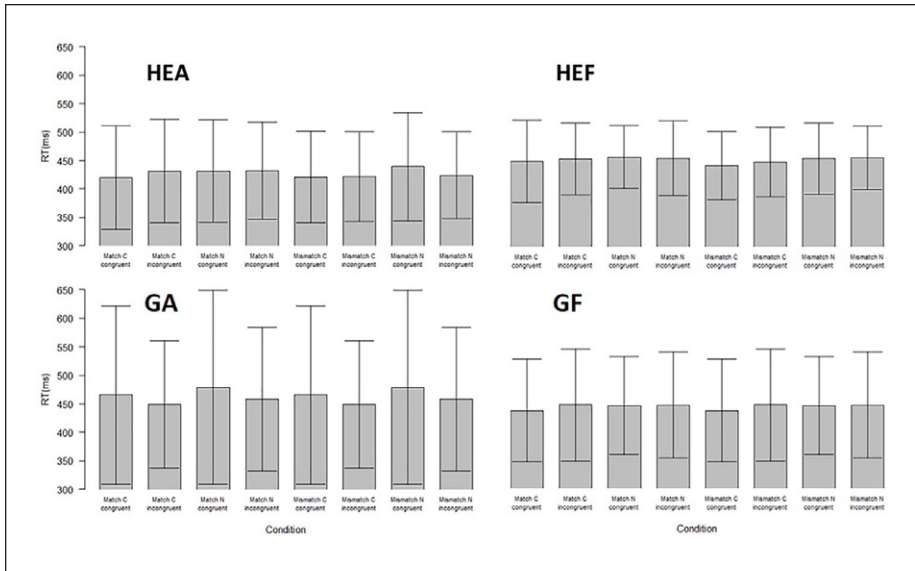 HEA
650
600
550
500
450
400
350
300
RT(ms)
Match C congruent
Match C incongruent
Match N congruent
Match N incongruent
Mismatch C congruent
Mismatch C incongruent
Mismatch N congruent
Mismatch N incongruent
HEF
Match C congruent
Match C incongruent
Match N congruent
Match N incongruent
Mismatch C congruent
Mismatch C incongruent
Mismatch N congruent
Mismatch N incongruent
GA
650
600
550
500
450
400
350
300
RT(ms)
Match C congruent
Match C incongruent
Match N congruent
Match N incongruent
Mismatch C congruent
Mismatch C incongruent
Mismatch N congruent
Mismatch N incongruent
Condition
GF
Match C congruent
Match C incongruent
Match N congruent
Match N incongruent
Mismatch C congruent
Mismatch C incongruent
Mismatch N congruent
Mismatch N incongruent
Condition